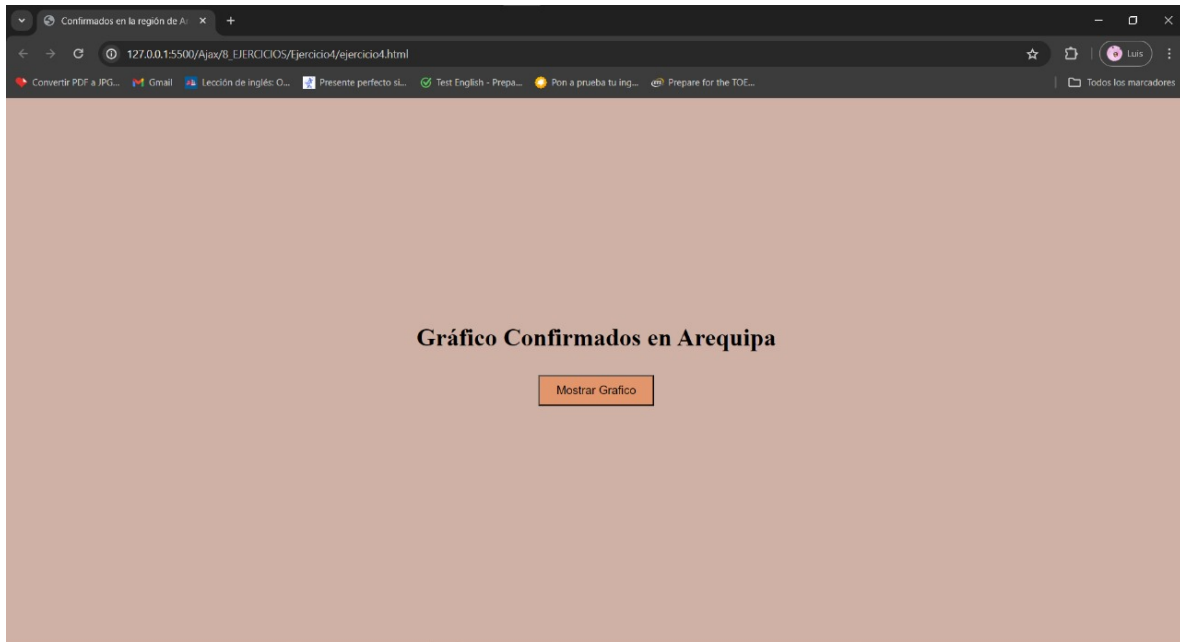 Confirmados en la región de A
127.0.0.1:5500/Ajax/8_EJERCICIOS/Ejercicio4/ejercicio4.html
Luis
Convertir PDF a JPG... Gmail Lección de inglés: O... Presente perfecto si... Test English - Prepa... Pon a prueba tu ing... Prepare for the TOE... Todos los marcadores
Gráfico Confirmados en Arequipa
Mostrar Grafico